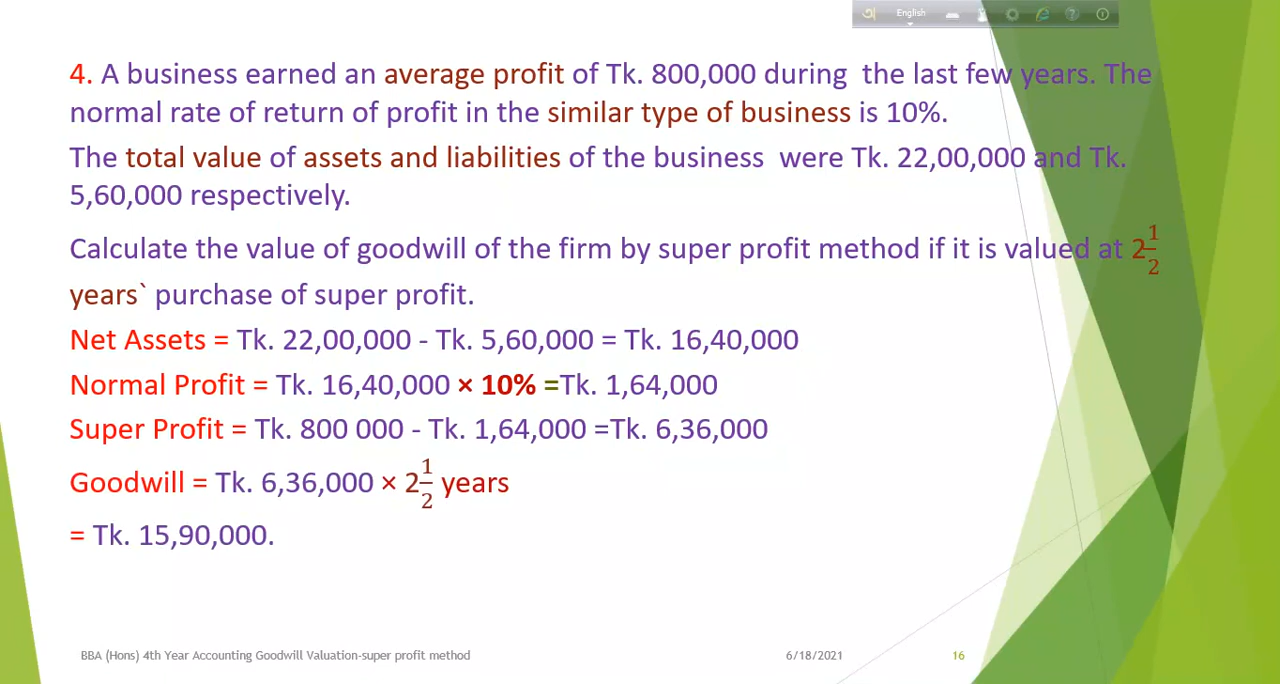 অ English
4. A business earned an average profit of Tk. 800,000 during the last few years. The
normal rate of return of profit in the similar type of business is 10%.
The total value of assets and liabilities of the business were Tk. 22,00,000 and Tk.
5,60,000 respectively.
Calculate the value of goodwill of the firm by super profit method if it is valued at 2 1/2
years` purchase of super profit.
Net Assets = Tk. 22,00,000 - Tk. 5,60,000 = Tk. 16,40,000
Normal Profit = Tk. 16,40,000 × 10% =Tk. 1,64,000
Super Profit = Tk. 800 000 - Tk. 1,64,000 =Tk. 6,36,000
Goodwill = Tk. 6,36,000 × 2 1/2 years
= Tk. 15,90,000.
BBA (Hons) 4th Year Accounting Goodwill Valuation-super profit method 6/18/2021 16